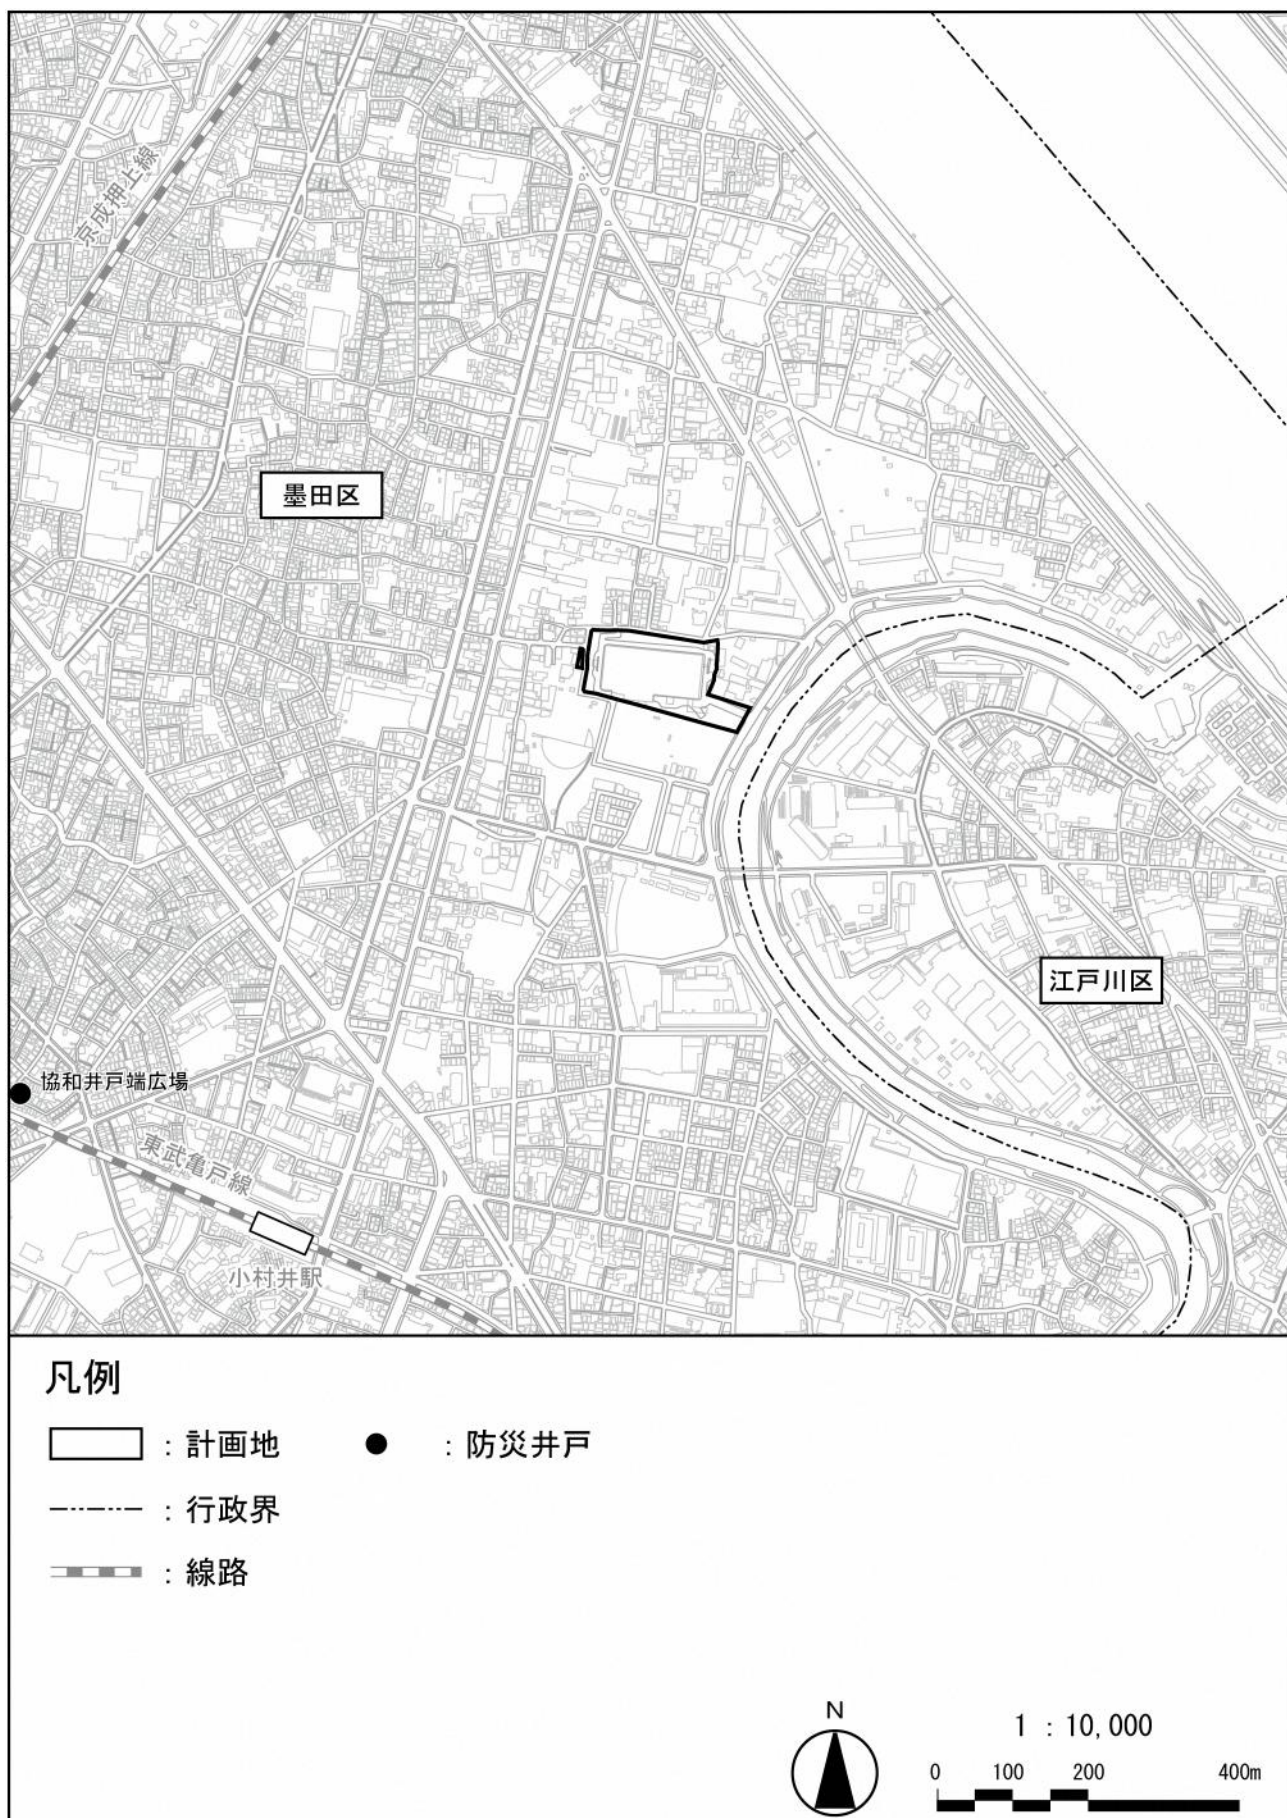 京成押上線
墨田区
江戸川区
協和井戸端広場
東武亀戸線
小村井駅
凡例
：計画地
：防災井戸
：行政界
：線路
N
1 : 10,000
0 100 200 400m